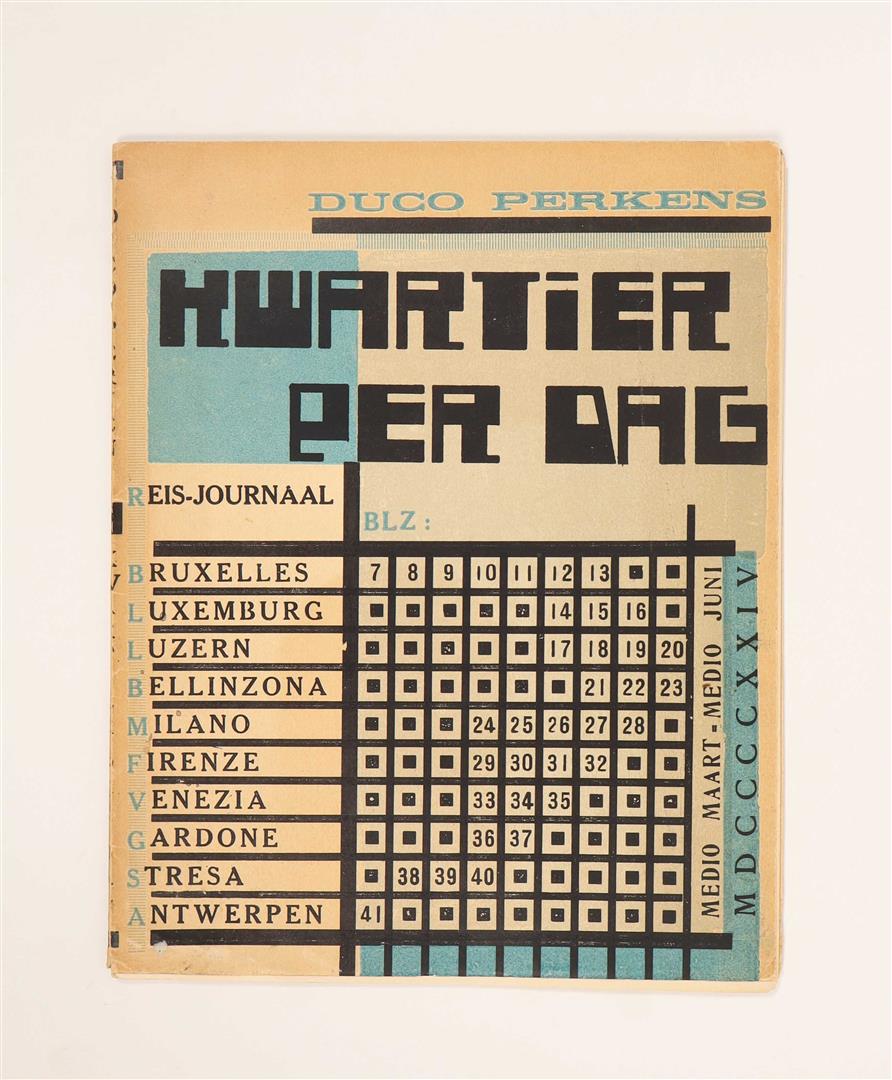 DUCO PERKENS
KWARTiER
PER DAG
REIS-JOURNAAL
BLZ :
BRUXELLES 7 8 9 10 11 12 13
LUXEMBURG 14 15 16
LUZERN 17 18 19 20
BELLINZONA 21 22 23
MILANO 24 25 26 27 28
FIRENZE 29 30 31 32
VENEZIA 33 34 35
GARDONE 36 37
STRESA 38 39 40
ANTWERPEN 41
MEDIO MAART-MEDIO JUNI
MDCCCCXXIV